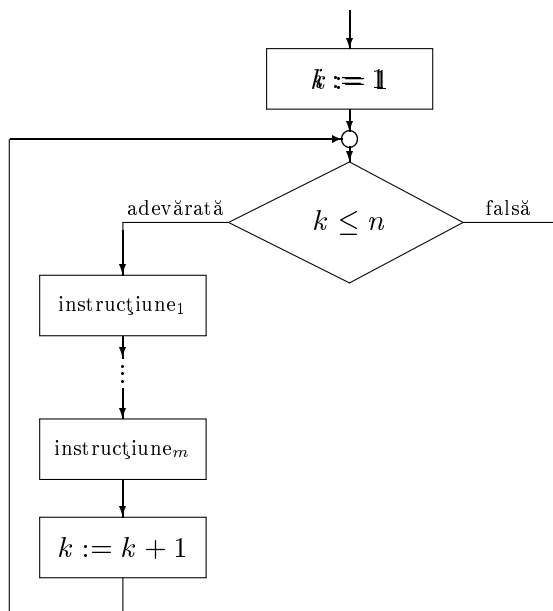 k := 1
adevărată
k ≤ n
falsă
instrucţiune₁
⋮
instrucţiuneₘ
k := k + 1